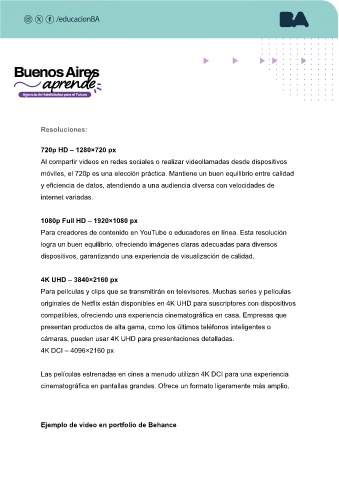 /educacionBA
BA
Buenos Aires
aprende
Agencia de Habilidades para el Futuro
Resoluciones:
720p HD – 1280×720 px
Al compartir videos en redes sociales o realizar videollamadas desde dispositivos
móviles, el 720p es una elección práctica. Mantiene un buen equilibrio entre calidad
y eficiencia de datos, atendiendo a una audiencia diversa con velocidades de
internet variadas.
1080p Full HD – 1920×1080 px
Para creadores de contenido en YouTube o educadores en línea. Esta resolución
logra un buen equilibrio, ofreciendo imágenes claras adecuadas para diversos
dispositivos, garantizando una experiencia de visualización de calidad.
4K UHD – 3840×2160 px
Para películas y clips que se transmitirán en televisores. Muchas series y películas
originales de Netflix están disponibles en 4K UHD para suscriptores con dispositivos
compatibles, ofreciendo una experiencia cinematográfica en casa. Empresas que
presentan productos de alta gama, como los últimos teléfonos inteligentes o
cámaras, pueden usar 4K UHD para presentaciones detalladas.
4K DCI – 4096×2160 px
Las películas estrenadas en cines a menudo utilizan 4K DCI para una experiencia
cinematográfica en pantallas grandes. Ofrece un formato ligeramente más amplio.
Ejemplo de video en portfolio de Behance